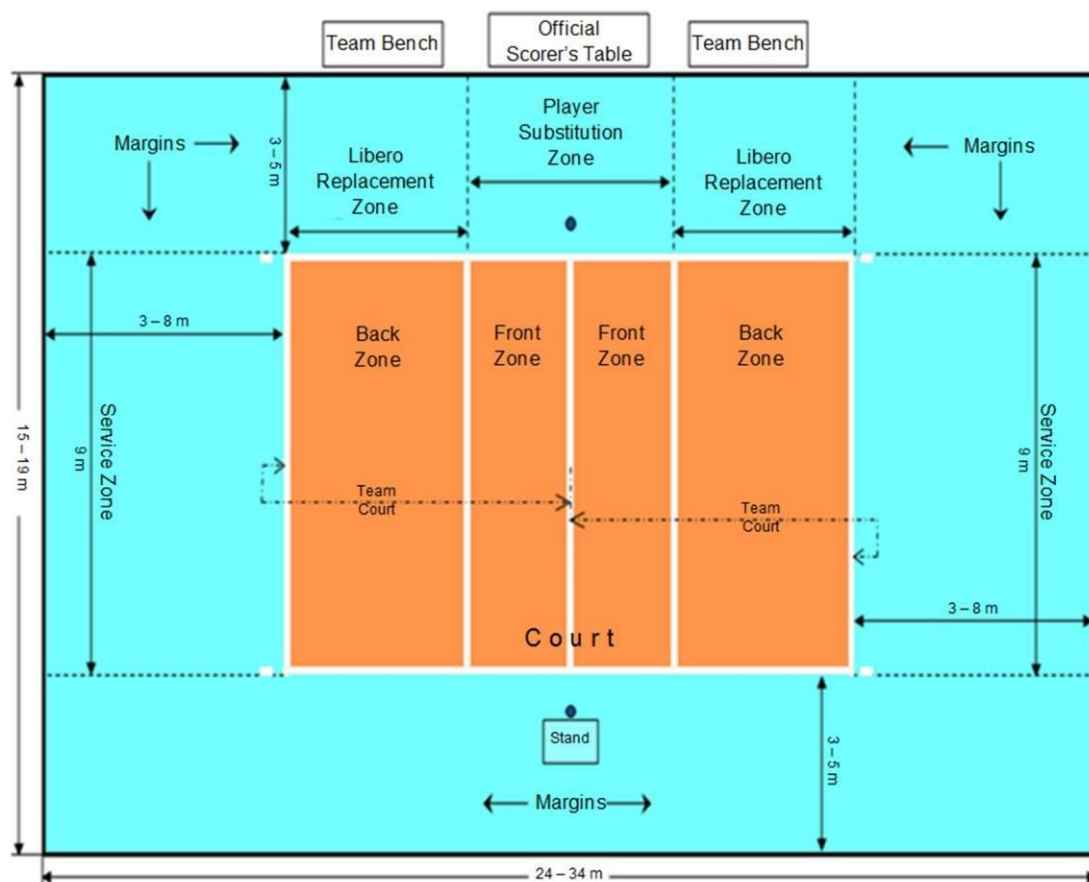 Team Bench
Official
Scorer's Table
Team Bench
Margins
3 – 5 m
Player
Substitution
Zone
Libero
Replacement
Zone
Libero
Replacement
Zone
Margins
3 – 8 m
Back
Zone
Front
Zone
Front
Zone
Back
Zone
15 – 19 m
9 m
Service Zone
Team
Court
Team
Court
9 m
Service Zone
3 – 8 m
Court
Stand
3 – 5 m
Margins
24 – 34 m